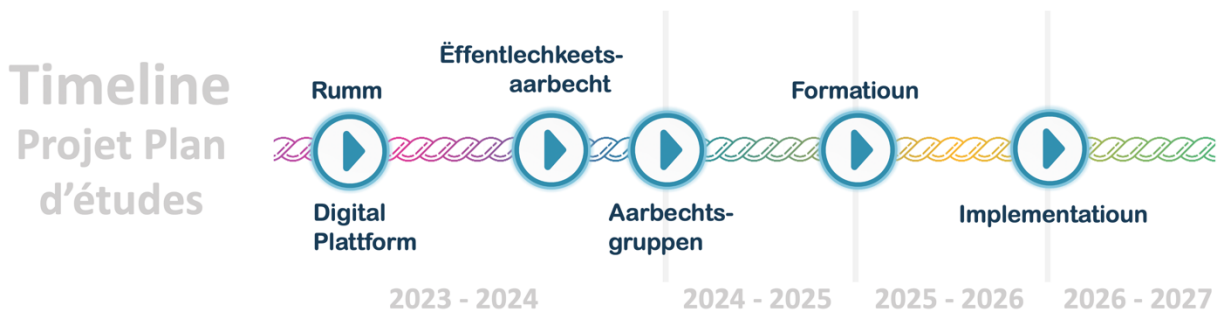 Timeline
Projet Plan
d'études
Rumm
Digital
Plattform
Ëffentlechkeets-
aarbecht
Aarbechts-
gruppen
Formatioun
Implementatioun
2023 - 2024
2024 - 2025
2025 - 2026
2026 - 2027